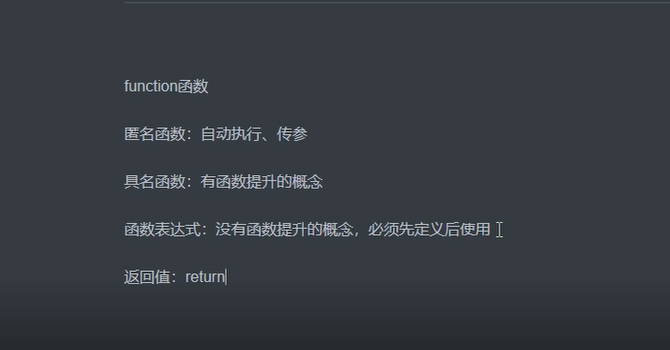 function函数
匿名函数：自动执行、传参
具名函数：有函数提升的概念
函数表达式：没有函数提升的概念，必须先定义后使用
返回值：return